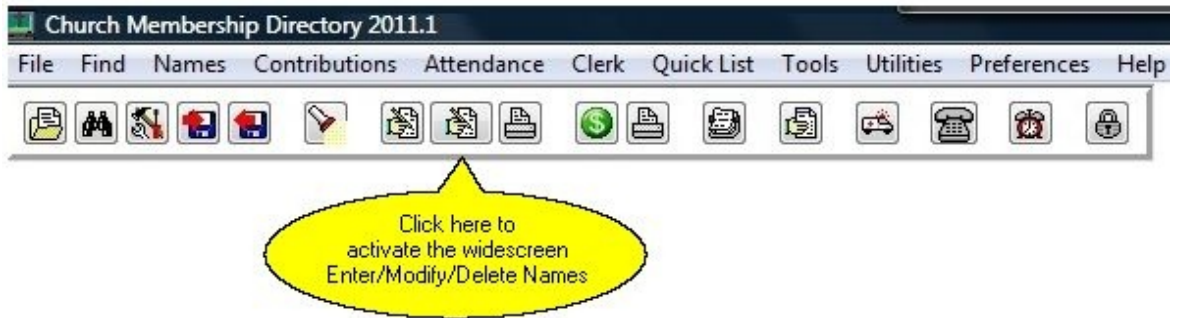 Church Membership Directory 2011.1
File Find Names Contributions Attendance Clerk Quick List Tools Utilities Preferences Help
$
Click here to
activate the widescreen
Enter/Modify/Delete Names